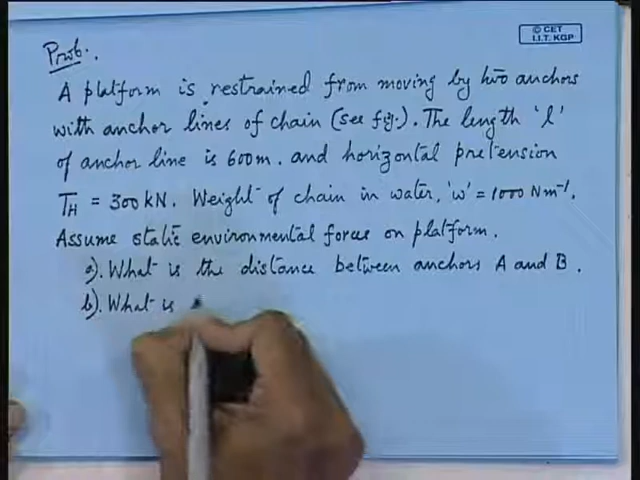 © CET
I.I.T. KGP
Prob.
A platform is restrained from moving by two anchors
with anchor lines of chain (see fig.). The length 'l'
of anchor line is 600m. and horizontal pretension
T_H = 300 kN. Weight of chain in water, 'w' = 1000 Nm⁻¹.
Assume static environmental forces on platform.
a). What is the distance between anchors A and B.
b). What is